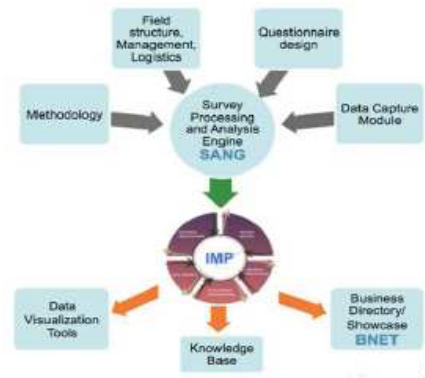 Field
structure,
Management,
Logistics
Questionnaire
design
Methodology
Survey
Processing
and Analysis
Engine
SANG
Data Capture
Module
IMP
Data
Visualization
Tools
Knowledge
Base
Business
Directory/
Showcase
BNET